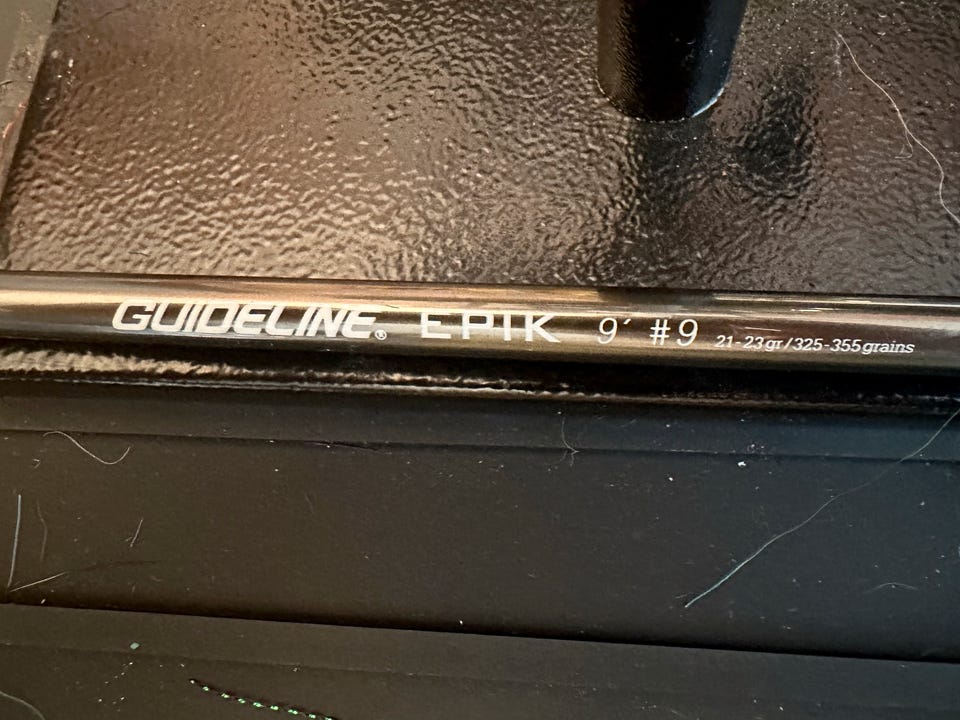 GUIDELINE® EPIK 9´ #9 21-23gr/325-355grains